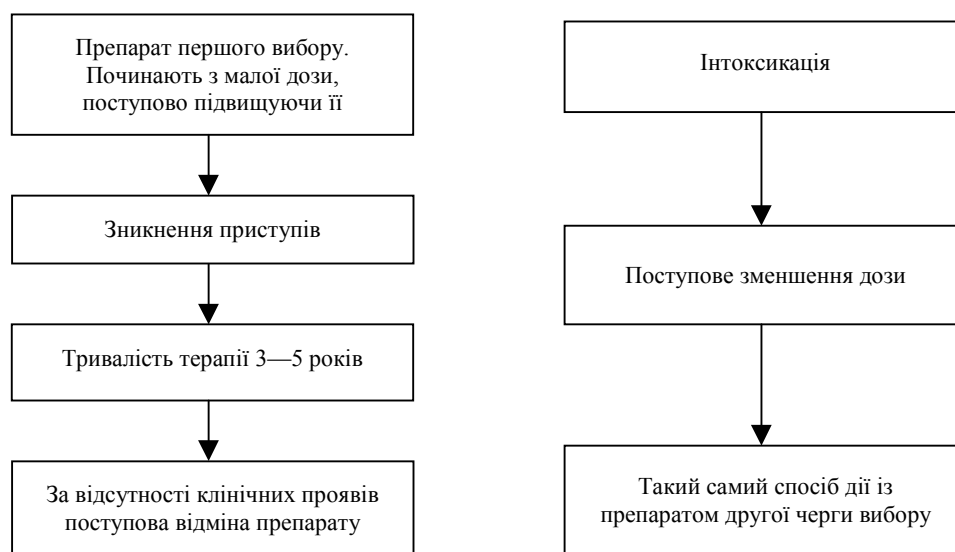 Препарат першого вибору.
Починають з малої дози,
поступово підвищуючи її
Зникнення приступів
Тривалість терапії 3—5 років
За відсутності клінічних проявів
поступова відміна препарату
Інтоксикація
Поступове зменшення дози
Такий самий спосіб дії із
препаратом другої черги вибору